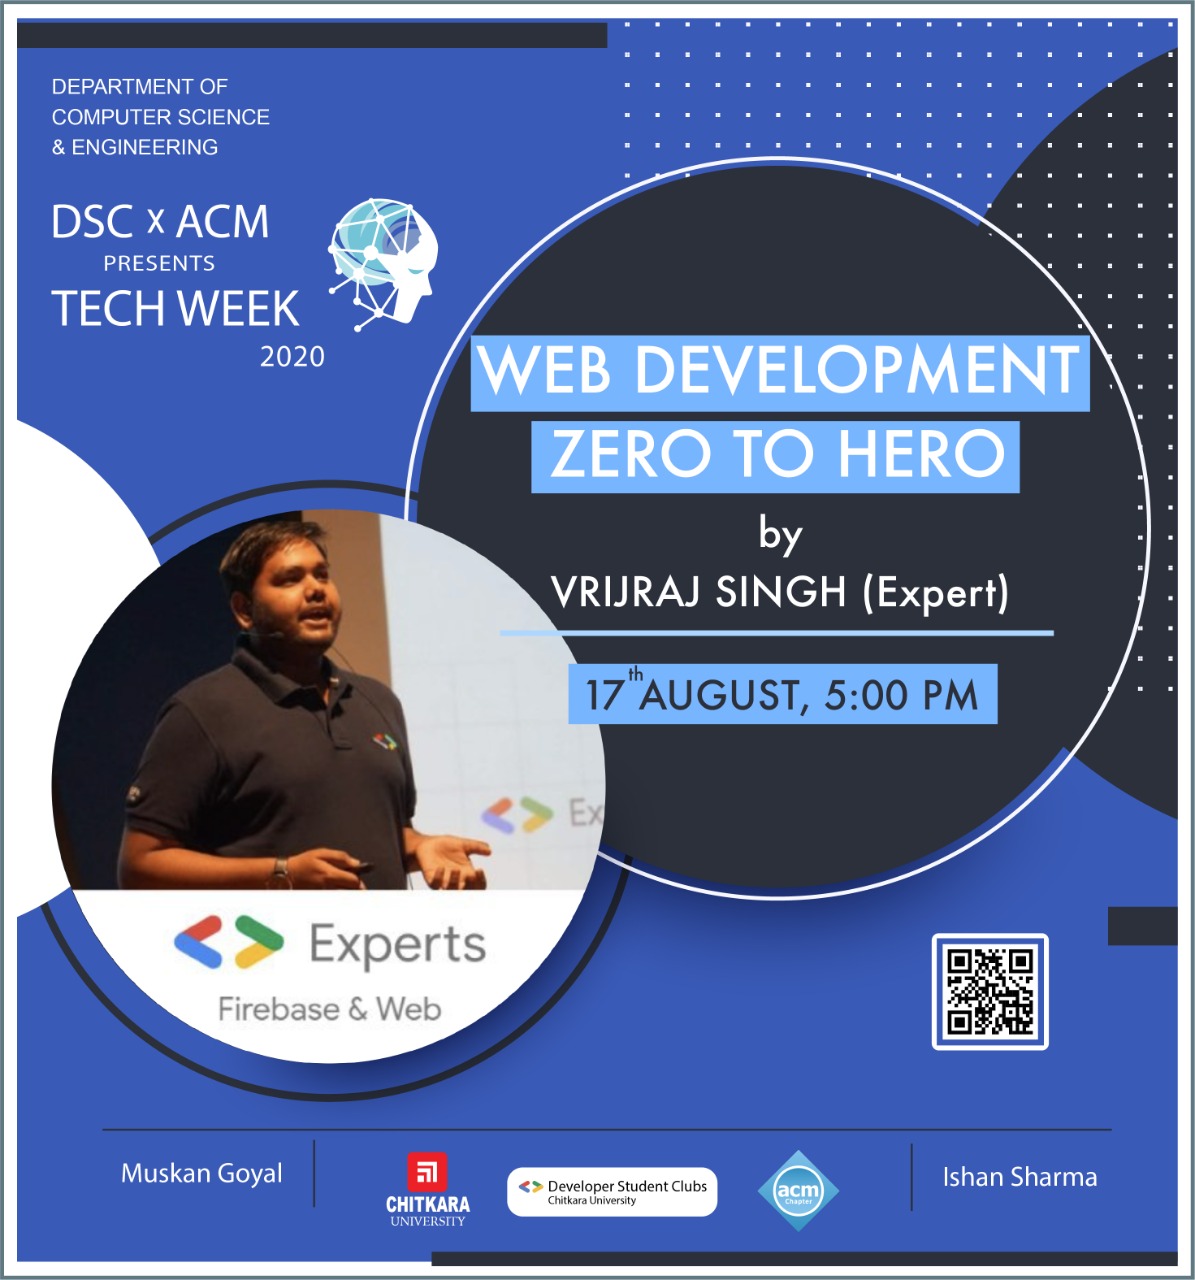 DEPARTMENT OF
COMPUTER SCIENCE
& ENGINEERING
DSC x ACM
PRESENTS
TECH WEEK
2020
WEB DEVELOPMENT
ZERO TO HERO
by
VRIJRAJ SINGH (Expert)
17th AUGUST, 5:00 PM
Ex
Experts
Firebase & Web
Muskan Goyal
CHITKARA
UNIVERSITY
Developer Student Clubs
Chitkara University
acm
Chapter
Ishan Sharma